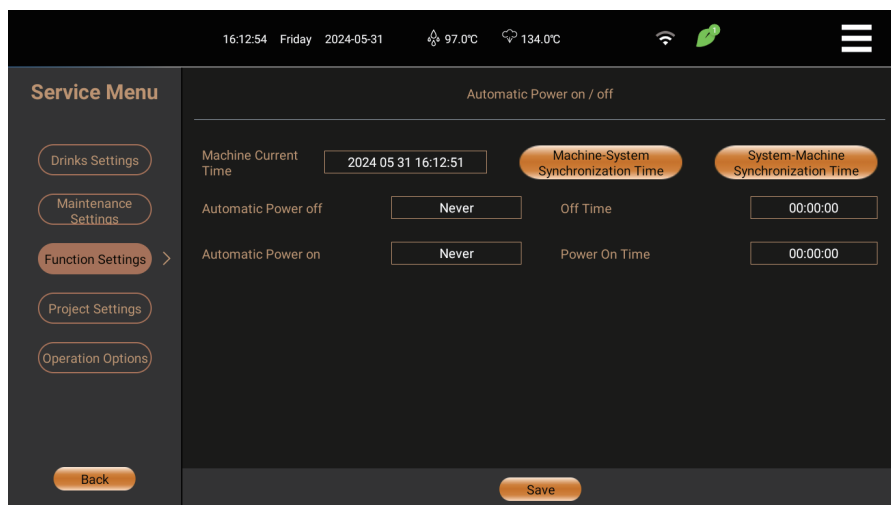 16:12:54 Friday 2024-05-31 97.0℃ 134.0℃ 1
Service Menu
Automatic Power on / off
Drinks Settings
Maintenance
Settings
Function Settings >
Project Settings
Operation Options
Back
Machine Current
Time
2024 05 31 16:12:51
Machine-System
Synchronization Time
System-Machine
Synchronization Time
Automatic Power off
Never
Off Time
00:00:00
Automatic Power on
Never
Power On Time
00:00:00
Save